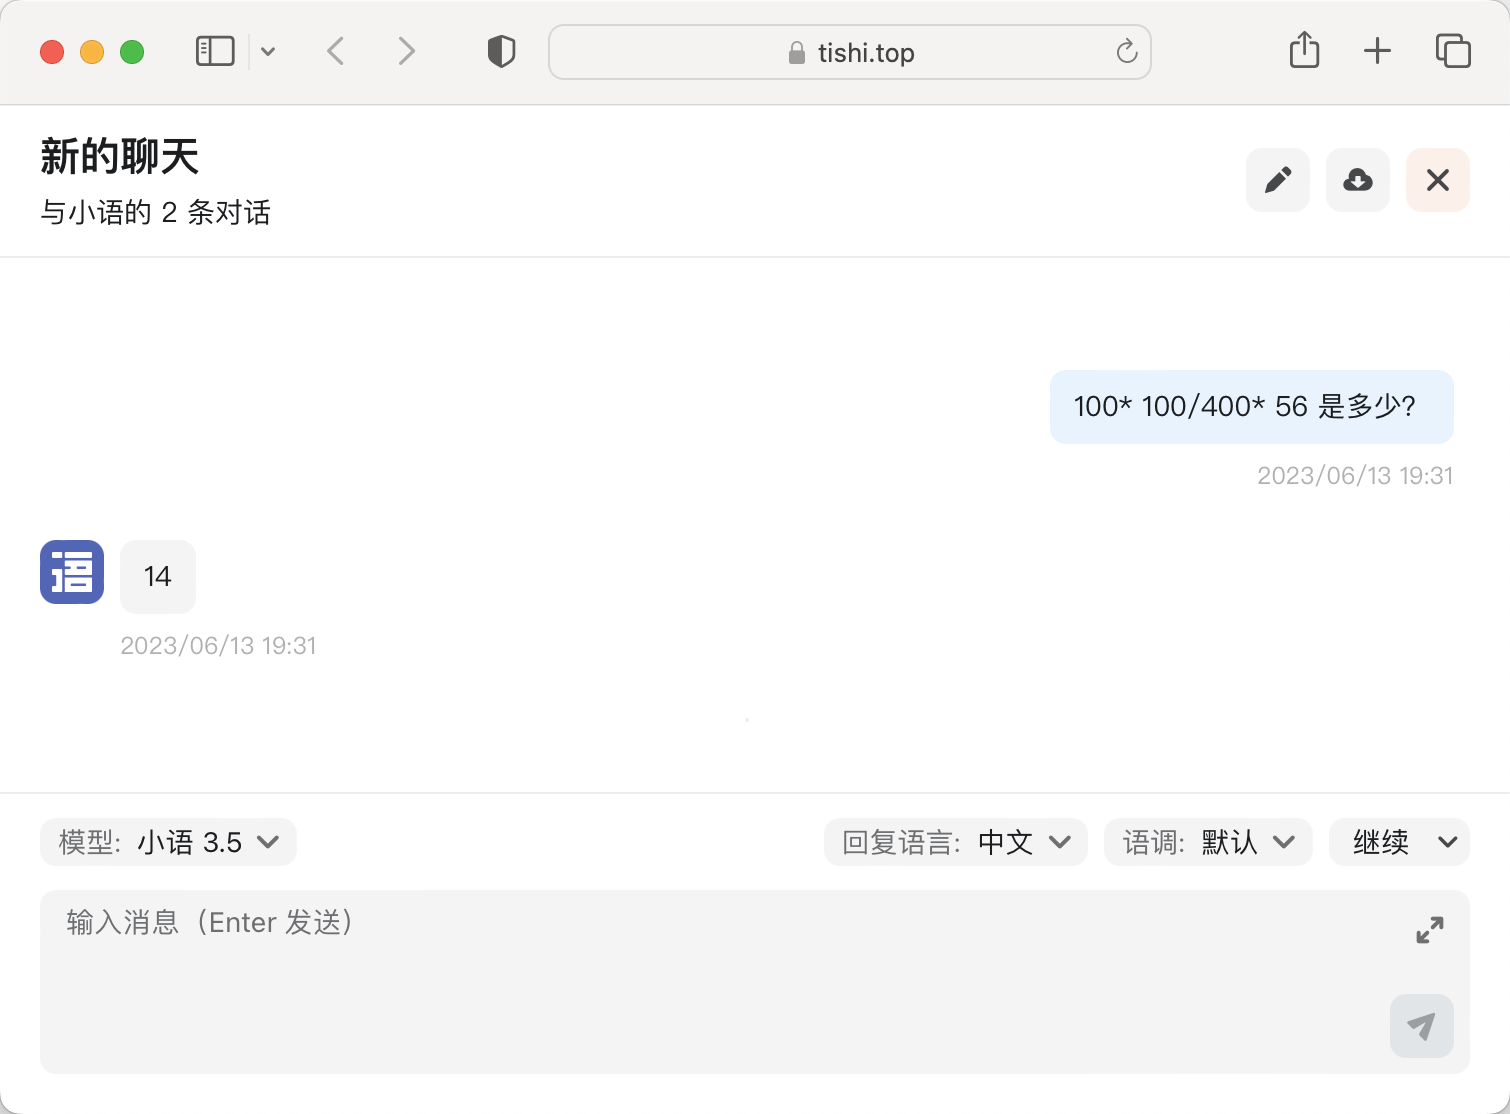 tishi.top
新的聊天
与小语的 2 条对话
100* 100/400* 56 是多少?
2023/06/13 19:31
语
14
2023/06/13 19:31
模型: 小语 3.5
回复语言: 中文
语调: 默认
继续
输入消息（Enter 发送）